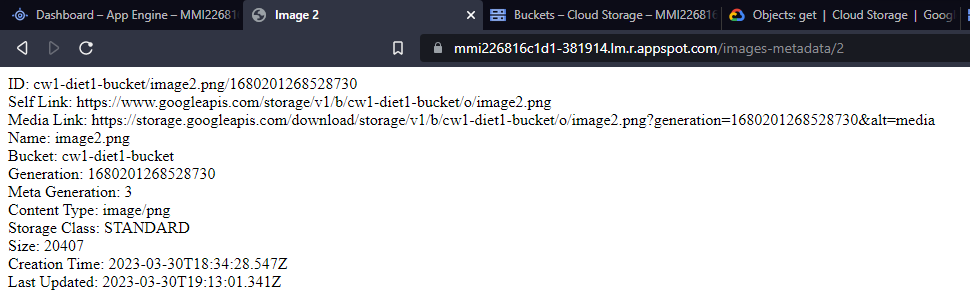 Dashboard – App Engine – MMI22681
Image 2
Buckets – Cloud Storage – MMI22681
Objects: get | Cloud Storage | Goog
mmi226816c1d1-381914.lm.r.appspot.com/images-metadata/2
ID: cw1-diet1-bucket/image2.png/1680201268528730
Self Link: https://www.googleapis.com/storage/v1/b/cw1-diet1-bucket/o/image2.png
Media Link: https://storage.googleapis.com/download/storage/v1/b/cw1-diet1-bucket/o/image2.png?generation=1680201268528730&alt=media
Name: image2.png
Bucket: cw1-diet1-bucket
Generation: 1680201268528730
Meta Generation: 3
Content Type: image/png
Storage Class: STANDARD
Size: 20407
Creation Time: 2023-03-30T18:34:28.547Z
Last Updated: 2023-03-30T19:13:01.341Z